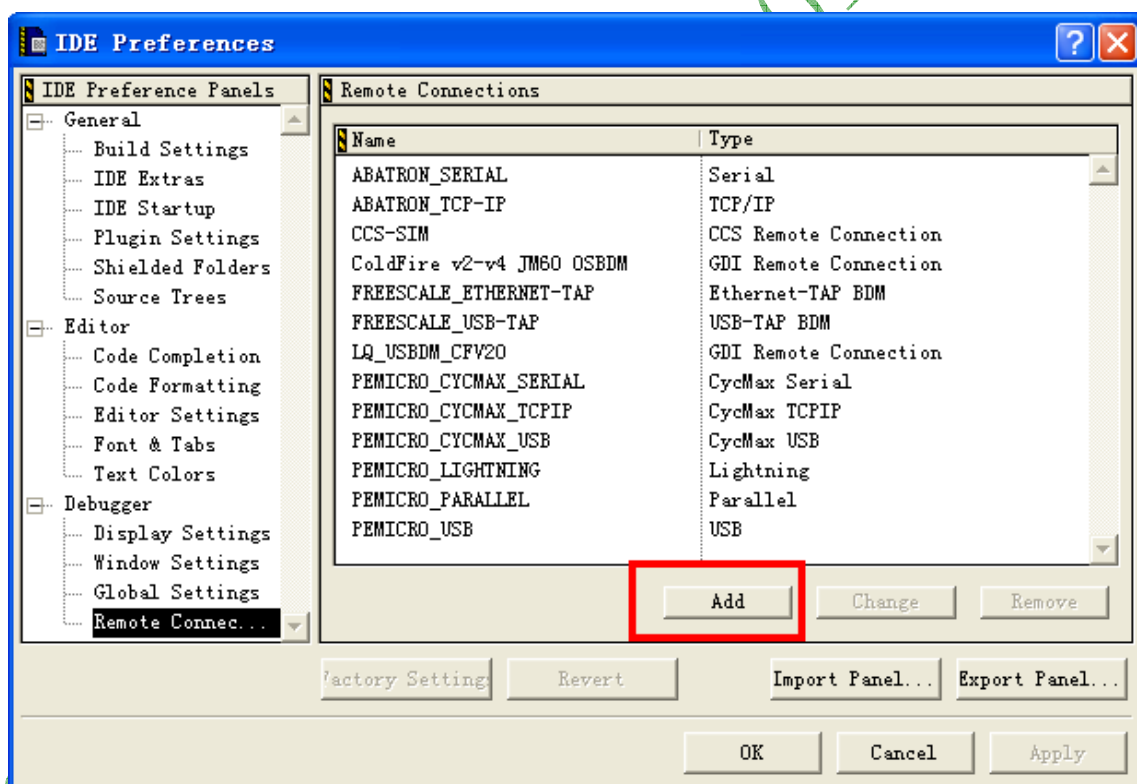 IDE Preferences
IDE Preference Panels
General
Build Settings
IDE Extras
IDE Startup
Plugin Settings
Shielded Folders
Source Trees
Editor
Code Completion
Code Formatting
Editor Settings
Font & Tabs
Text Colors
Debugger
Display Settings
Window Settings
Global Settings
Remote Connec...
Remote Connections
Name Type
ABATRON_SERIAL Serial
ABATRON_TCP-IP TCP/IP
CCS-SIM CCS Remote Connection
ColdFire v2-v4 JM60 OSBDM GDI Remote Connection
FREESCALE_ETHERNET-TAP Ethernet-TAP BDM
FREESCALE_USB-TAP USB-TAP BDM
LQ_USBDM_CFV20 GDI Remote Connection
PEMICRO_CYCMAX_SERIAL CycMax Serial
PEMICRO_CYCMAX_TCPIP CycMax TCPIP
PEMICRO_CYCMAX_USB CycMax USB
PEMICRO_LIGHTNING Lightning
PEMICRO_PARALLEL Parallel
PEMICRO_USB USB
Add Change Remove
Factory Setting Revert Import Panel... Export Panel...
OK Cancel Apply